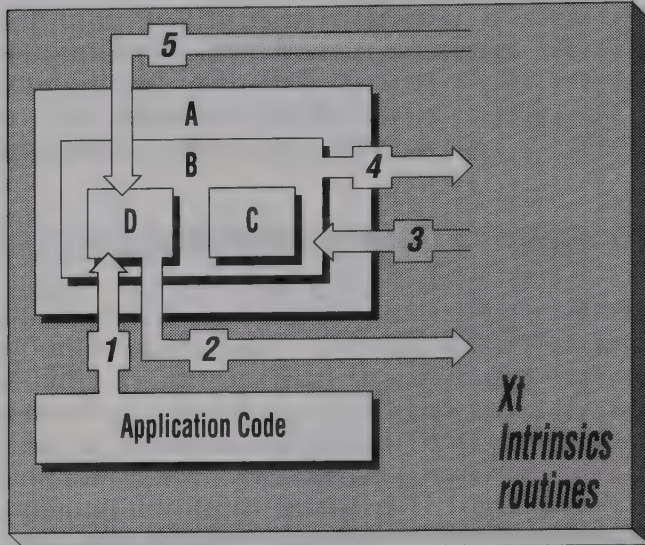 5
A
B
4
D
C
3
1
2
Application Code
Xt
Intrinsics
routines